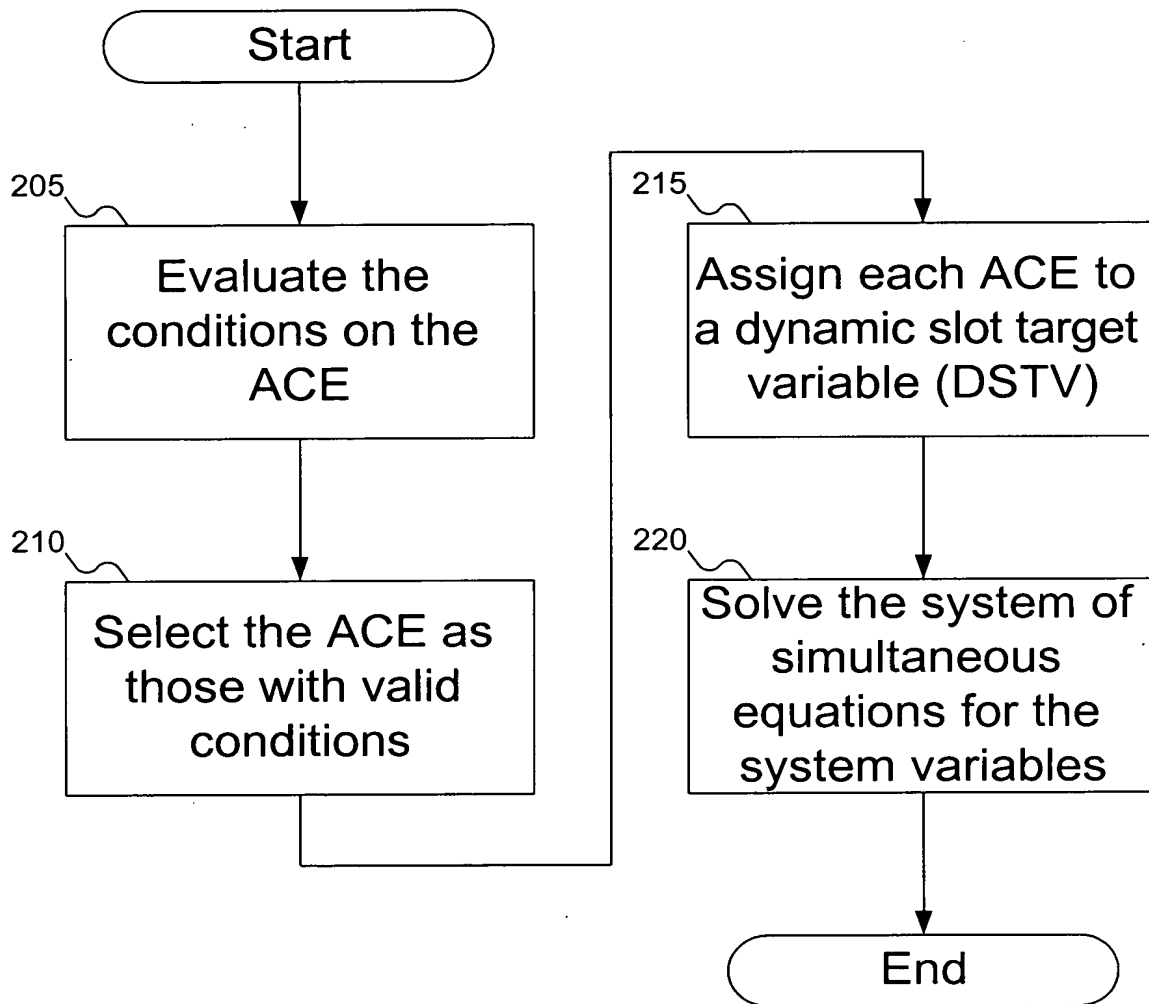 Start
205
Evaluate the
conditions on the
ACE
210
Select the ACE as
those with valid
conditions
215
Assign each ACE to
a dynamic slot target
variable (DSTV)
220
Solve the system of
simultaneous
equations for the
system variables
End